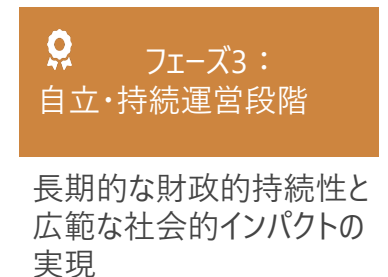 フェーズ3：
自立・持続運営段階
長期的な財政的持続性と
広範な社会的インパクトの
実現